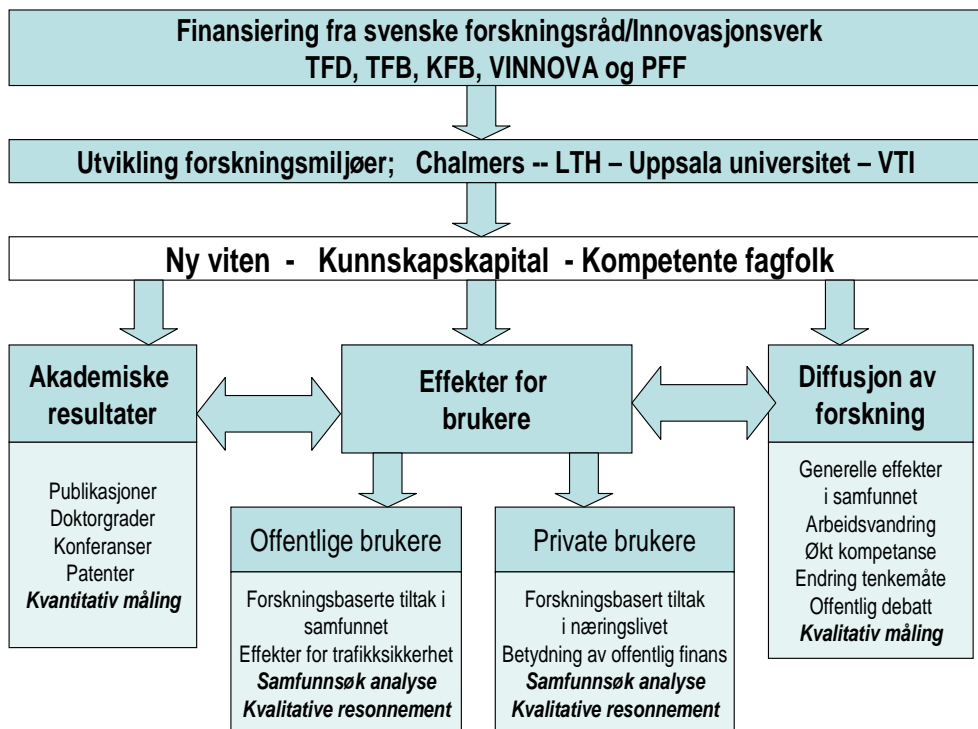 Finansiering fra svenske forskningsråd/Innovasjonsverk
TFD, TFB, KFB, VINNOVA og PFF
Utvikling forskningsmiljøer; Chalmers -- LTH – Uppsala universitet – VTI
Ny viten - Kunnskapskapital - Kompetente fagfolk
Akademiske
resultater
Publikasjoner
Doktorgrader
Konferanser
Patenter
Kvantitativ måling
Effekter for
brukere
Offentlige brukere
Forskningsbaserte tiltak i
samfunnet
Effekter for trafikksikkerhet
Samfunnsøk analyse
Kvalitative resonnement
Private brukere
Forskningsbasert tiltak
i næringslivet
Betydning av offentlig finans
Samfunnsøk analyse
Kvalitative resonnement
Diffusjon av
forskning
Generelle effekter
i samfunnet
Arbeidsvandring
Økt kompetanse
Endring tenkemåte
Offentlig debatt
Kvalitativ måling